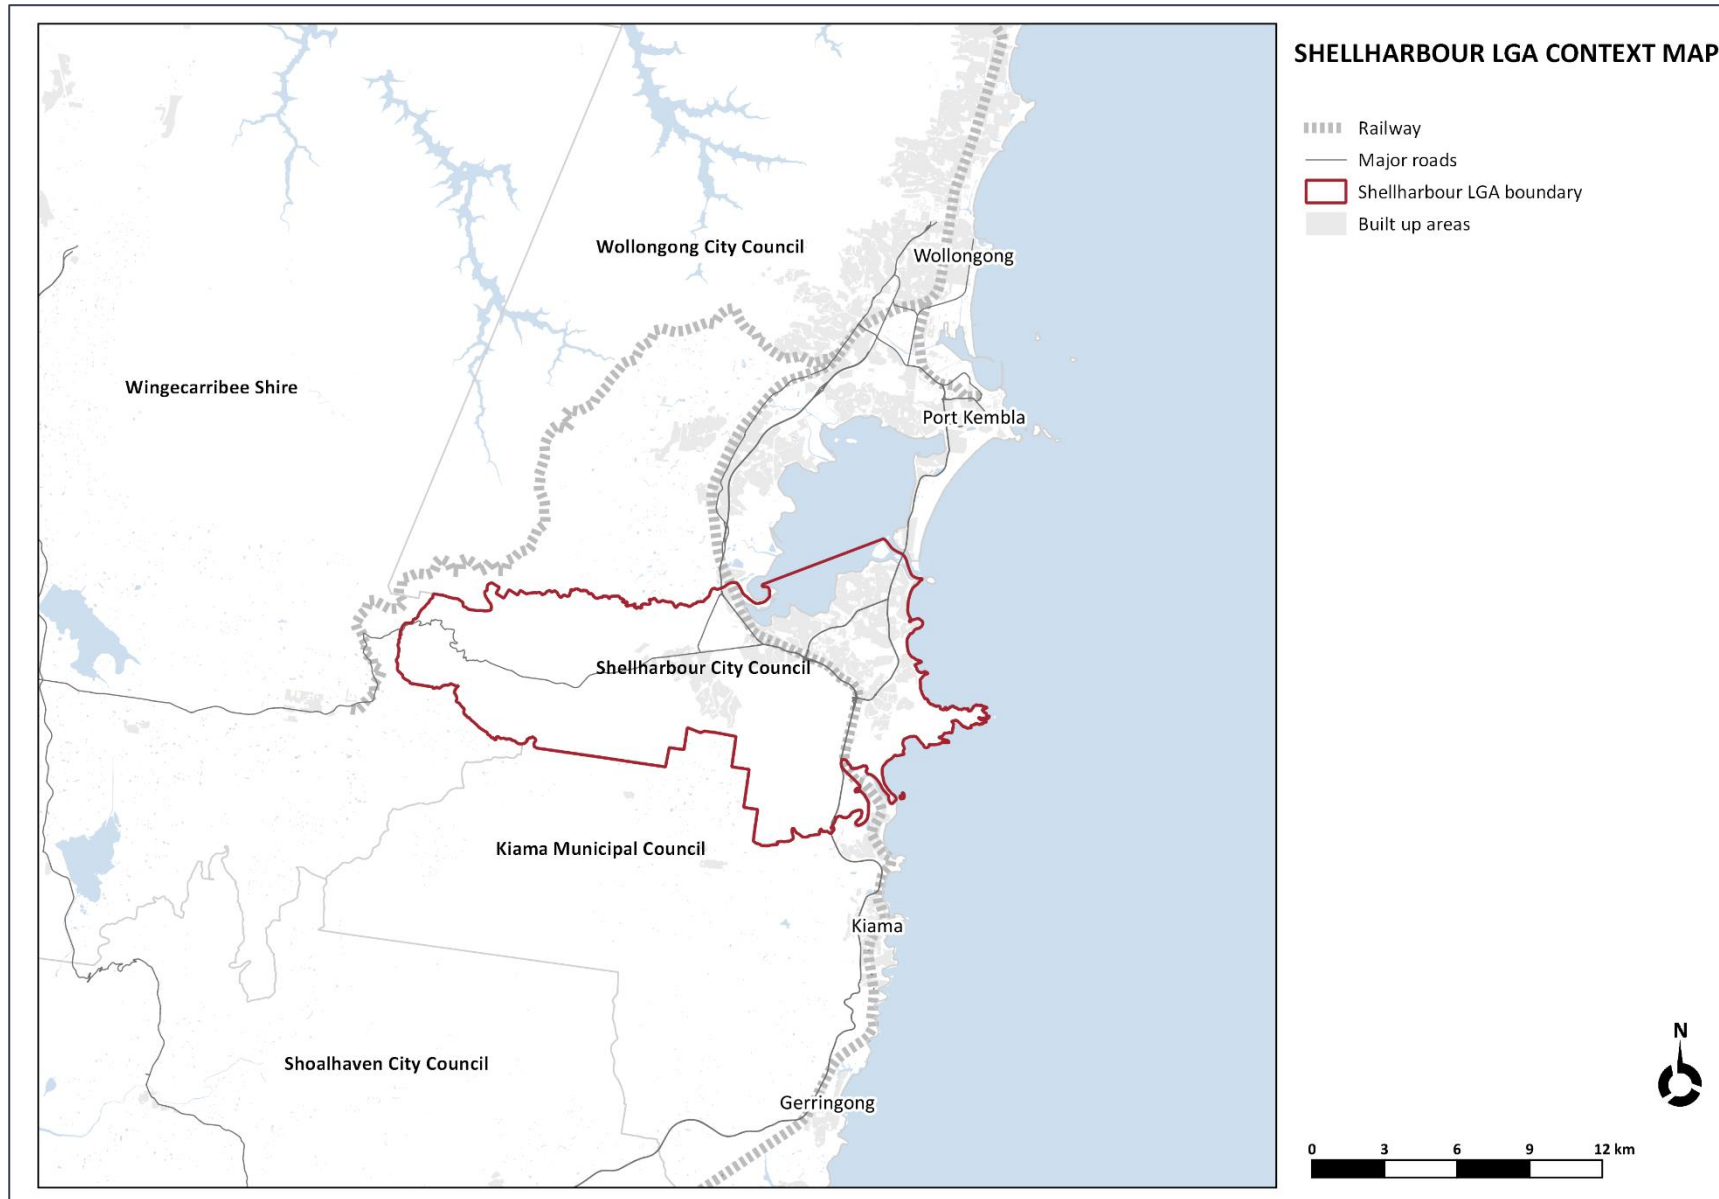 SHELLHARBOUR LGA CONTEXT MAP
Railway
Major roads
Shellharbour LGA boundary
Built up areas
Wollongong City Council
Wollongong
Wingecarribee Shire
Port Kembla
Shellharbour City Council
Kiama Municipal Council
Kiama
Shoalhaven City Council
Gerringong
N
0 3 6 9 12 km